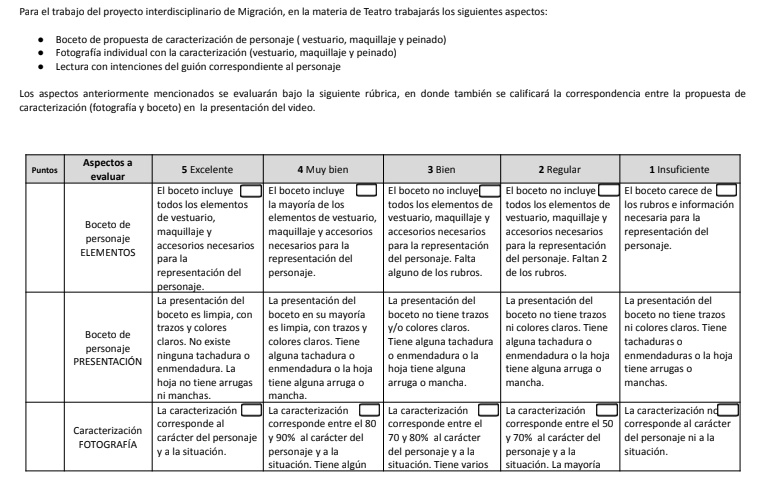 Para el trabajo del proyecto interdisciplinario de Migración, en la materia de Teatro trabajarás los siguientes aspectos:
● Boceto de propuesta de caracterización de personaje ( vestuario, maquillaje y peinado)
● Fotografía individual con la caracterización (vestuario, maquillaje y peinado)
● Lectura con intenciones del guión correspondiente al personaje
Los aspectos anteriormente mencionados se evaluarán bajo la siguiente rúbrica, en donde también se calificará la correspondencia entre la propuesta de
caracterización (fotografía y boceto) en la presentación del video.
Puntos
Aspectos a
evaluar
5 Excelente
4 Muy bien
3 Bien
2 Regular
1 Insuficiente
Boceto de
personaje
ELEMENTOS
El boceto incluye
todos los elementos
de vestuario,
maquillaje y
accesorios necesarios
para la
representación del
personaje.
El boceto incluye
la mayoría de los
elementos de vestuario,
maquillaje y accesorios
necesarios para la
representación del
personaje.
El boceto no incluye
todos los elementos de
vestuario, maquillaje y
accesorios necesarios
para la representación
del personaje. Falta
alguno de los rubros.
El boceto no incluye
todos los elementos de
vestuario, maquillaje y
accesorios necesarios
para la representación
del personaje. Faltan 2
de los rubros.
El boceto carece de
los rubros e información
necesaria para la
representación del
personaje.
Boceto de
personaje
PRESENTACIÓN
La presentación del
boceto es limpia, con
trazos y colores
claros. No existe
ninguna tachadura o
enmendadura. La
hoja no tiene arrugas
ni manchas.
La presentación del
boceto en su mayoría
es limpia, con trazos y
colores claros. Tiene
alguna tachadura o
enmendadura o la hoja
tiene alguna arruga o
mancha.
La presentación del
boceto no tiene trazos
y/o colores claros.
Tiene alguna tachadura
o enmendadura o la
hoja tiene alguna
arruga o mancha.
La presentación del
boceto no tiene trazos
ni colores claros. Tiene
alguna tachadura o
enmendadura o la hoja
tiene alguna arruga o
mancha.
La presentación del
boceto no tiene trazos
ni colores claros. Tiene
tachaduras o
enmendaduras o la hoja
tiene arrugas o
manchas.
Caracterización
FOTOGRAFÍA
La caracterización
corresponde al
carácter del personaje
y a la situación.
La caracterización
corresponde entre el 80
y 90% al carácter del
personaje y a la
situación. Tiene algún
La caracterización
corresponde entre el
70 y 80% al carácter
del personaje y a la
situación. Tiene varios
La caracterización
corresponde entre el 50
y 70% al carácter del
personaje y a la
situación. La mayoría
La caracterización no
corresponde al carácter
del personaje ni a la
situación.